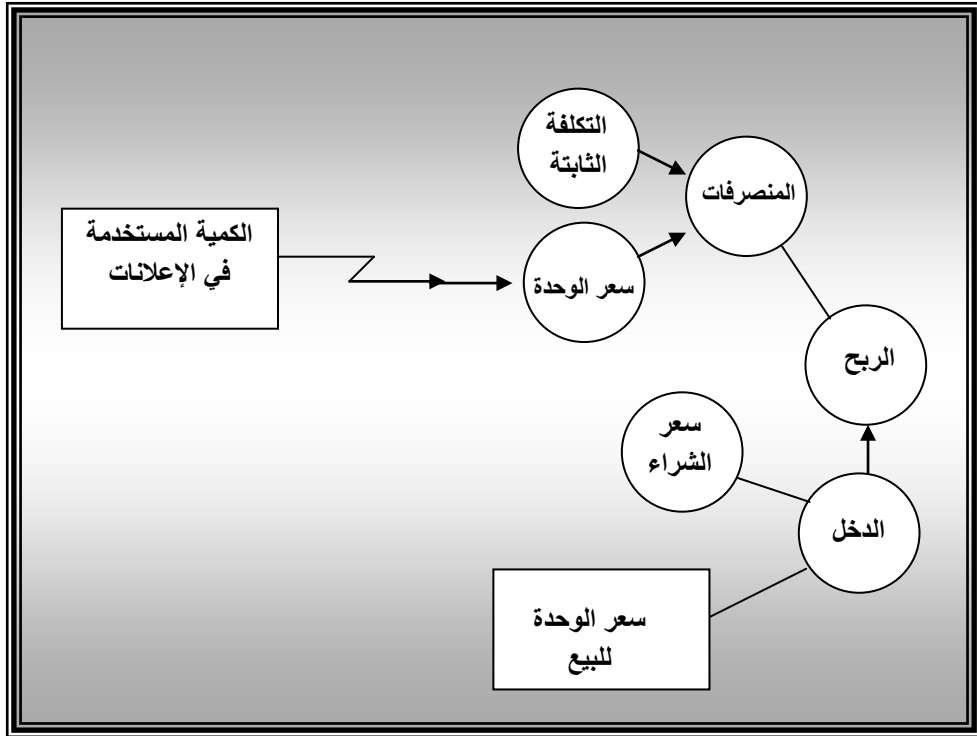 التكلفة
الثابتة
المنصرفات
الكمية المستخدمة
في الإعلانات
سعر الوحدة
الربح
سعر
الشراء
الدخل
سعر الوحدة
للبيع